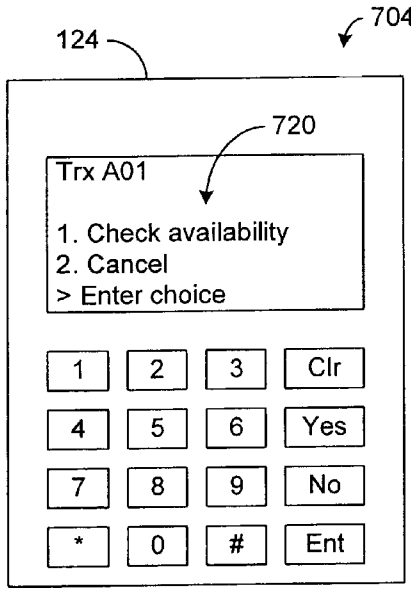 704
124
720
Trx A01
1. Check availability
2. Cancel
> Enter choice
1 2 3 Clr
4 5 6 Yes
7 8 9 No
* 0 # Ent